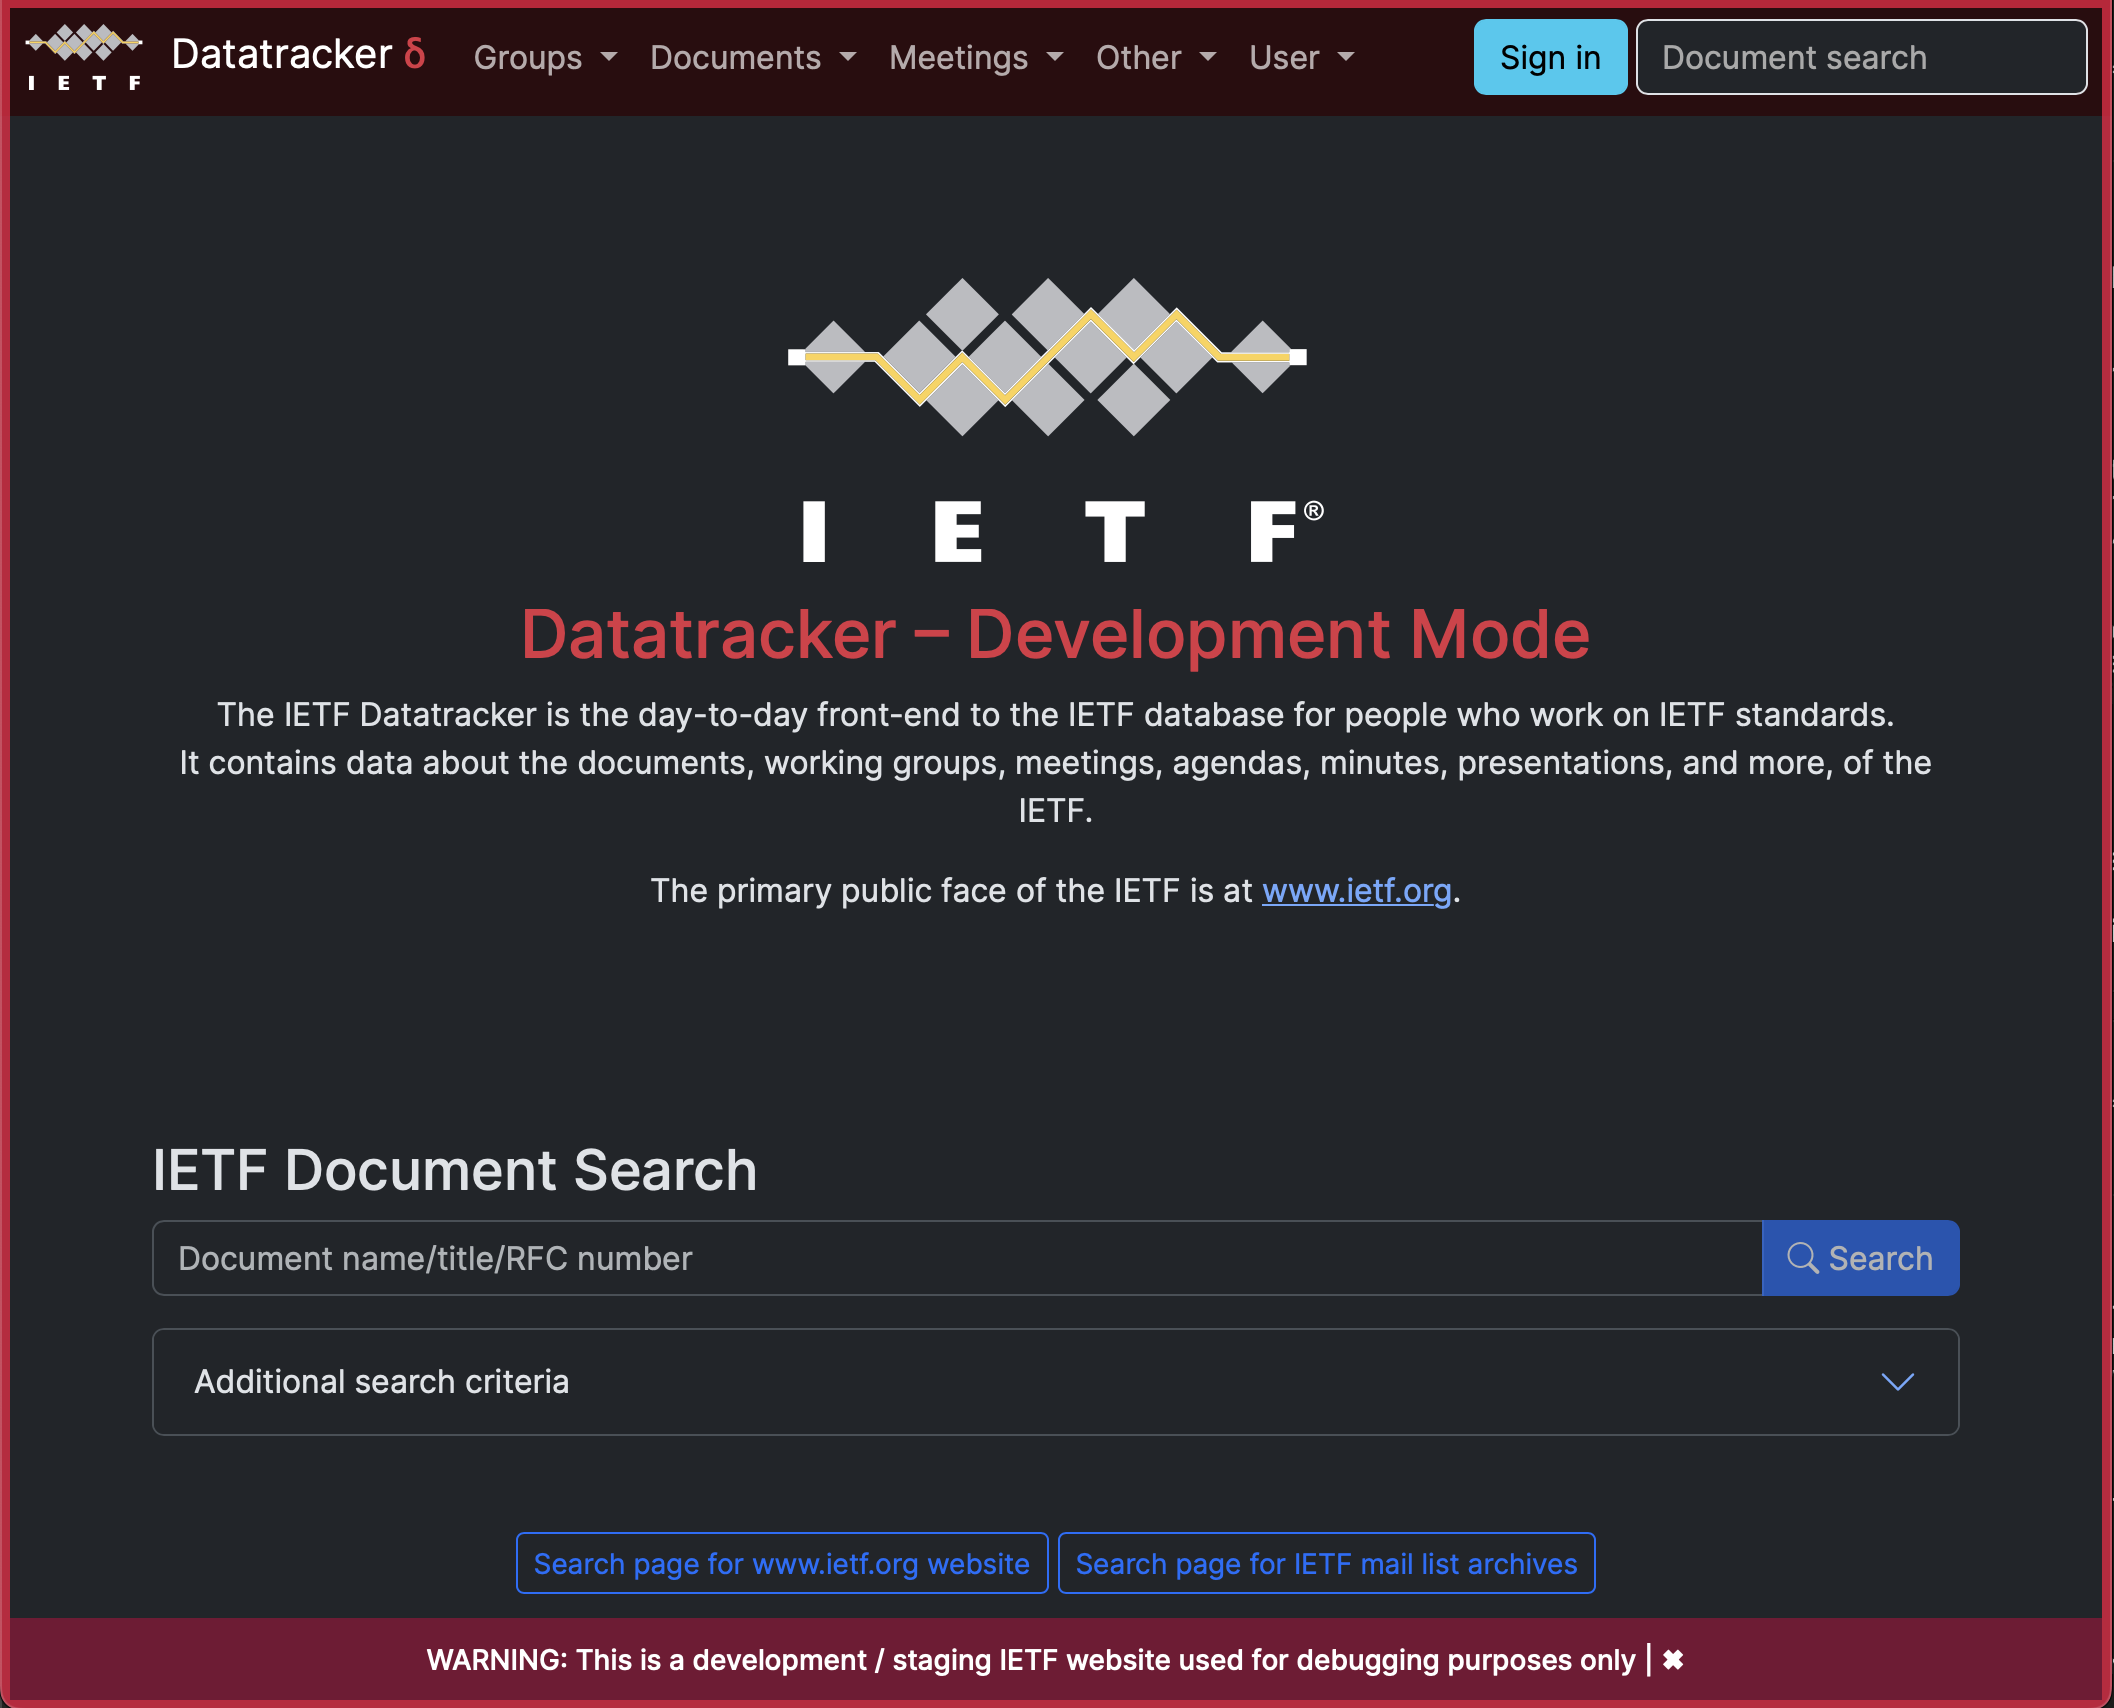 I E T F
Datatracker δ
Groups
Documents
Meetings
Other
User
Sign in
Document search
I E T F®
Datatracker – Development Mode
The IETF Datatracker is the day-to-day front-end to the IETF database for people who work on IETF standards.
It contains data about the documents, working groups, meetings, agendas, minutes, presentations, and more, of the
IETF.
The primary public face of the IETF is at www.ietf.org.
IETF Document Search
Document name/title/RFC number
Search
Additional search criteria
Search page for www.ietf.org website
Search page for IETF mail list archives
WARNING: This is a development / staging IETF website used for debugging purposes only | ✖